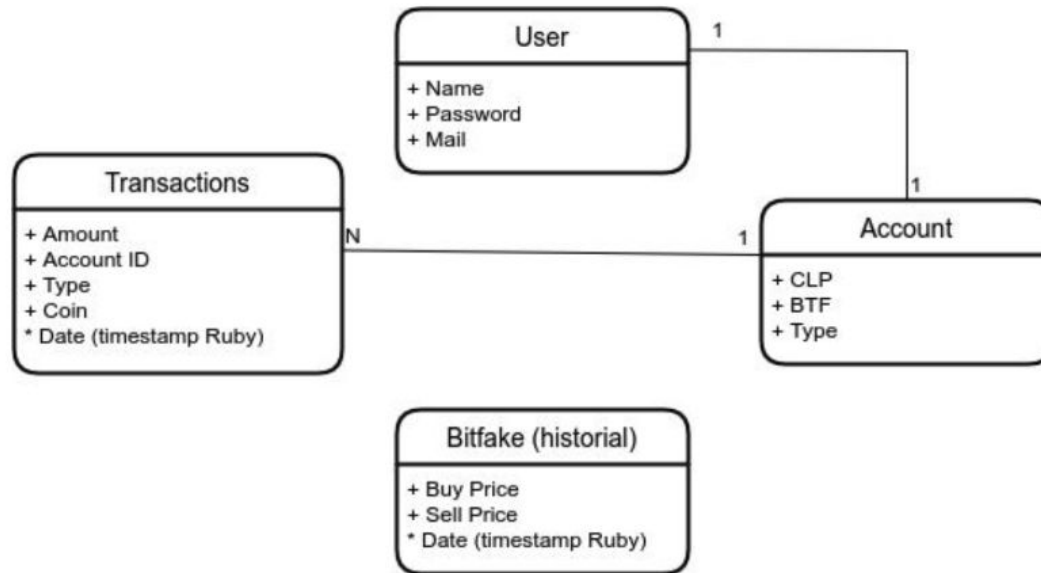 User
+ Name
+ Password
+ Mail
1
1
Transactions
+ Amount
+ Account ID
+ Type
+ Coin
* Date (timestamp Ruby)
N
1
Account
+ CLP
+ BTF
+ Type
Bitfake (historial)
+ Buy Price
+ Sell Price
* Date (timestamp Ruby)